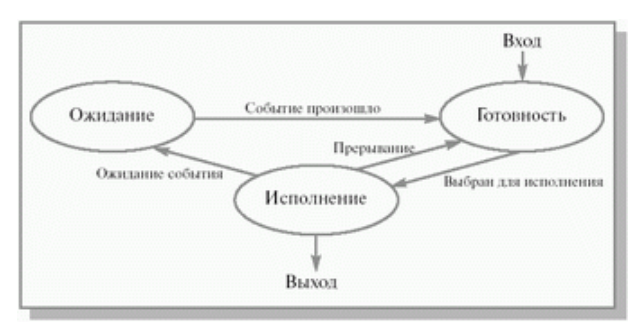 Вход
Ожидание
Событие произошло
Готовность
Прерывание
Ожидание события
Выбран для исполнения
Исполнение
Выход